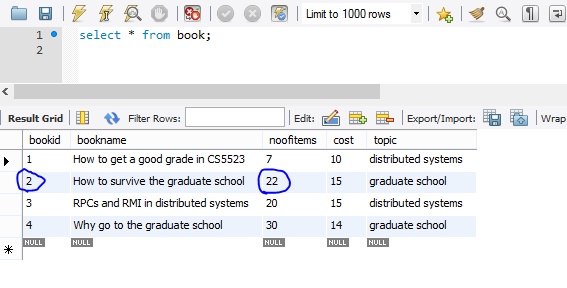 Limit to 1000 rows
1 select * from book;
2
Result Grid Filter Rows: Edit: Export/Import: Wrap
bookid bookname noofitems cost topic
1 How to get a good grade in CS5523 7 10 distributed systems
2 How to survive the graduate school 22 15 graduate school
3 RPCs and RMI in distributed systems 20 15 distributed systems
4 Why go to the graduate school 30 14 graduate school
NULL NULL NULL NULL NULL